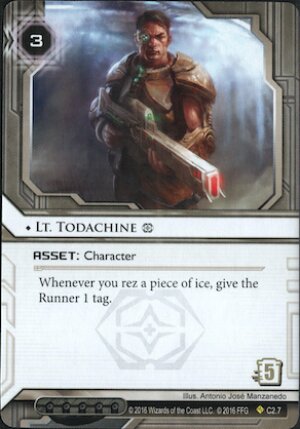 3
◆ Lt. Todachine
ASSET: Character
Whenever you rez a piece of ice, give the
Runner 1 tag.
5
Illus. Antonio José Manzanedo
© 2016 Wizards of the Coast LLC. © 2016 FFG C2.7